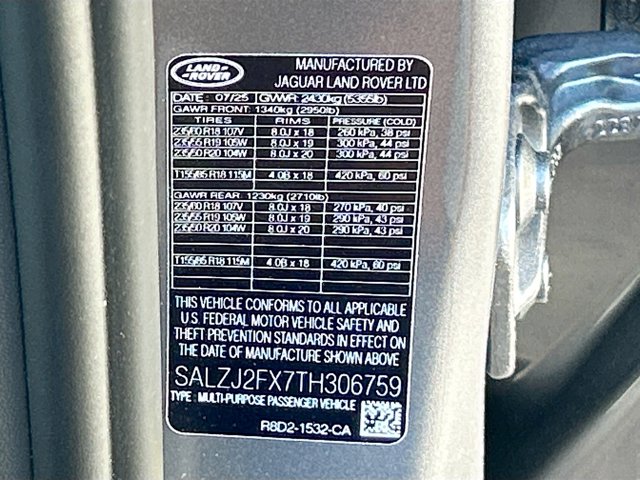 LAND ROVER
MANUFACTURED BY
JAGUAR LAND ROVER LTD
DATE : 07/25 GVWR: 2430kg (5355lb)
GAWR FRONT: 1340kg (2950lb)
TIRES RIMS PRESSURE (COLD)
235/60 R18 107V 8.0J x 18 260 kPa, 38 psi
235/55 R19 105W 8.0J x 19 300 kPa, 44 psi
235/50 R20 104W 8.0J x 20 300 kPa, 44 psi
T155/85 R18 115M 4.0B x 18 420 kPa, 60 psi
GAWR REAR: 1230kg (2710lb)
235/60 R18 107V 8.0J x 18 270 kPa, 40 psi
235/55 R19 105W 8.0J x 19 290 kPa, 43 psi
235/50 R20 104W 8.0J x 20 290 kPa, 43 psi
T155/85 R18 115M 4.0B x 18 420 kPa, 60 psi
THIS VEHICLE CONFORMS TO ALL APPLICABLE
U.S. FEDERAL MOTOR VEHICLE SAFETY AND
THEFT PREVENTION STANDARDS IN EFFECT ON
THE DATE OF MANUFACTURE SHOWN ABOVE
SALZJ2FX7TH306759
TYPE : MULTI-PURPOSE PASSENGER VEHICLE
R8D2-1532-CA